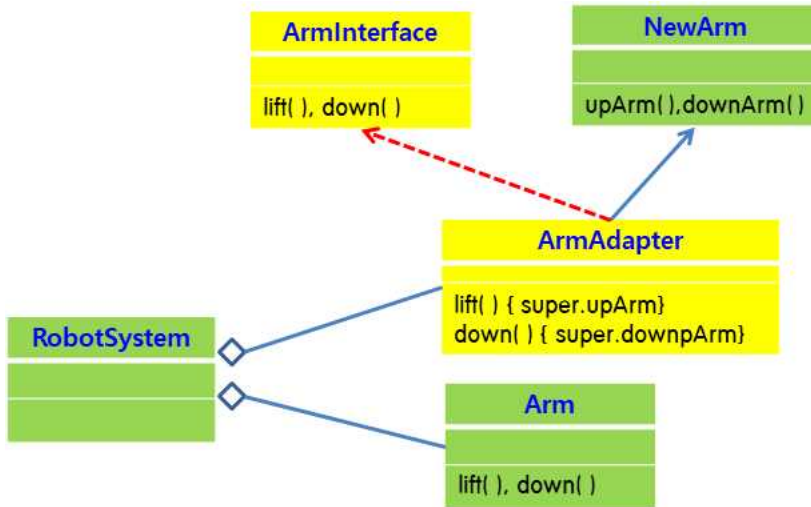 ArmInterface
lift( ), down( )
NewArm
upArm( ),downArm( )
ArmAdapter
lift( ) { super.upArm}
down( ) { super.downpArm}
RobotSystem
Arm
lift( ), down( )